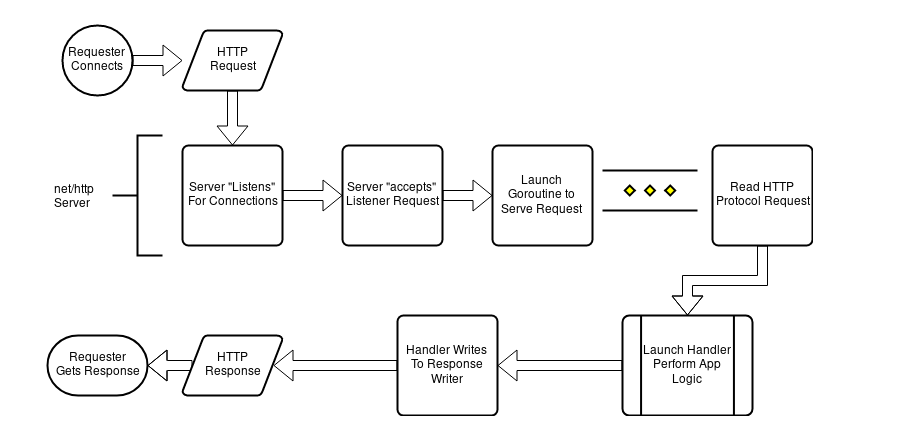 Requester
Connects
HTTP
Request
net/http
Server
Server "Listens"
For Connections
Server "accepts"
Listener Request
Launch
Goroutine to
Serve Request
Read HTTP
Protocol Request
Requester
Gets Response
HTTP
Response
Handler Writes
To Response
Writer
Launch Handler
Perform App
Logic